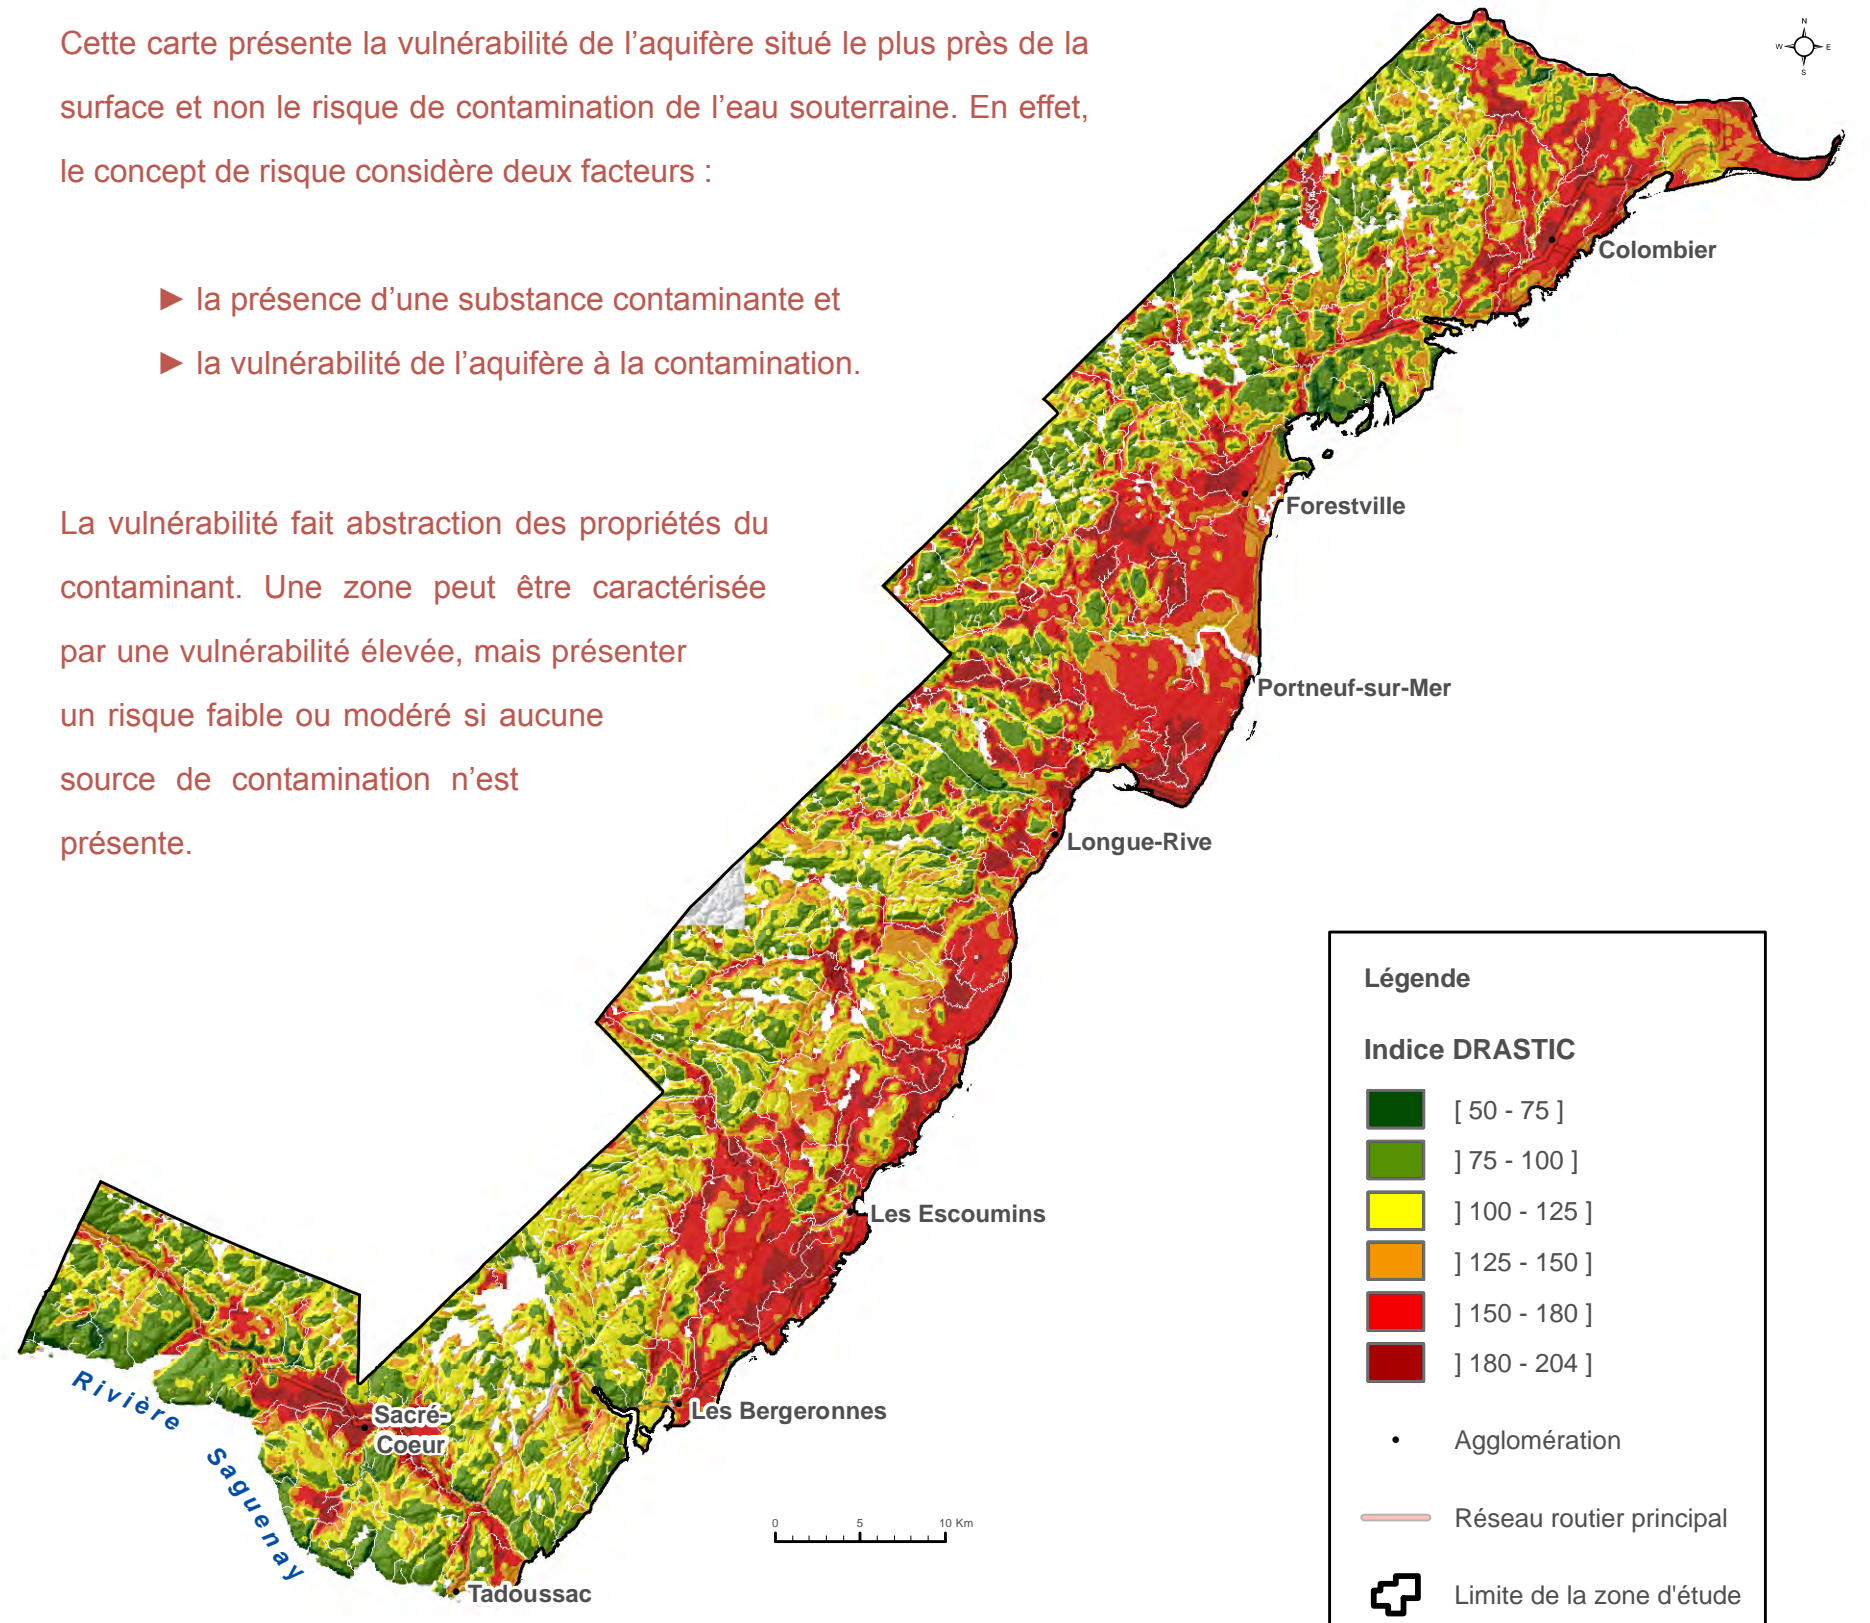 Cette carte présente la vulnérabilité de l’aquifère situé le plus près de la
surface et non le risque de contamination de l’eau souterraine. En effet,
le concept de risque considère deux facteurs :
► la présence d’une substance contaminante et
► la vulnérabilité de l’aquifère à la contamination.
La vulnérabilité fait abstraction des propriétés du
contaminant. Une zone peut être caractérisée
par une vulnérabilité élevée, mais présenter
un risque faible ou modéré si aucune
source de contamination n’est
présente.
N
W E
S
Colombier
Forestville
Portneuf-sur-Mer
Longue-Rive
Les Escoumins
Les Bergeronnes
Sacré-
Coeur
Tadoussac
Rivière Saguenay
0 5 10 Km
Légende
Indice DRASTIC
[ 50 - 75 ]
] 75 - 100 ]
] 100 - 125 ]
] 125 - 150 ]
] 150 - 180 ]
] 180 - 204 ]
Agglomération
Réseau routier principal
Limite de la zone d'étude